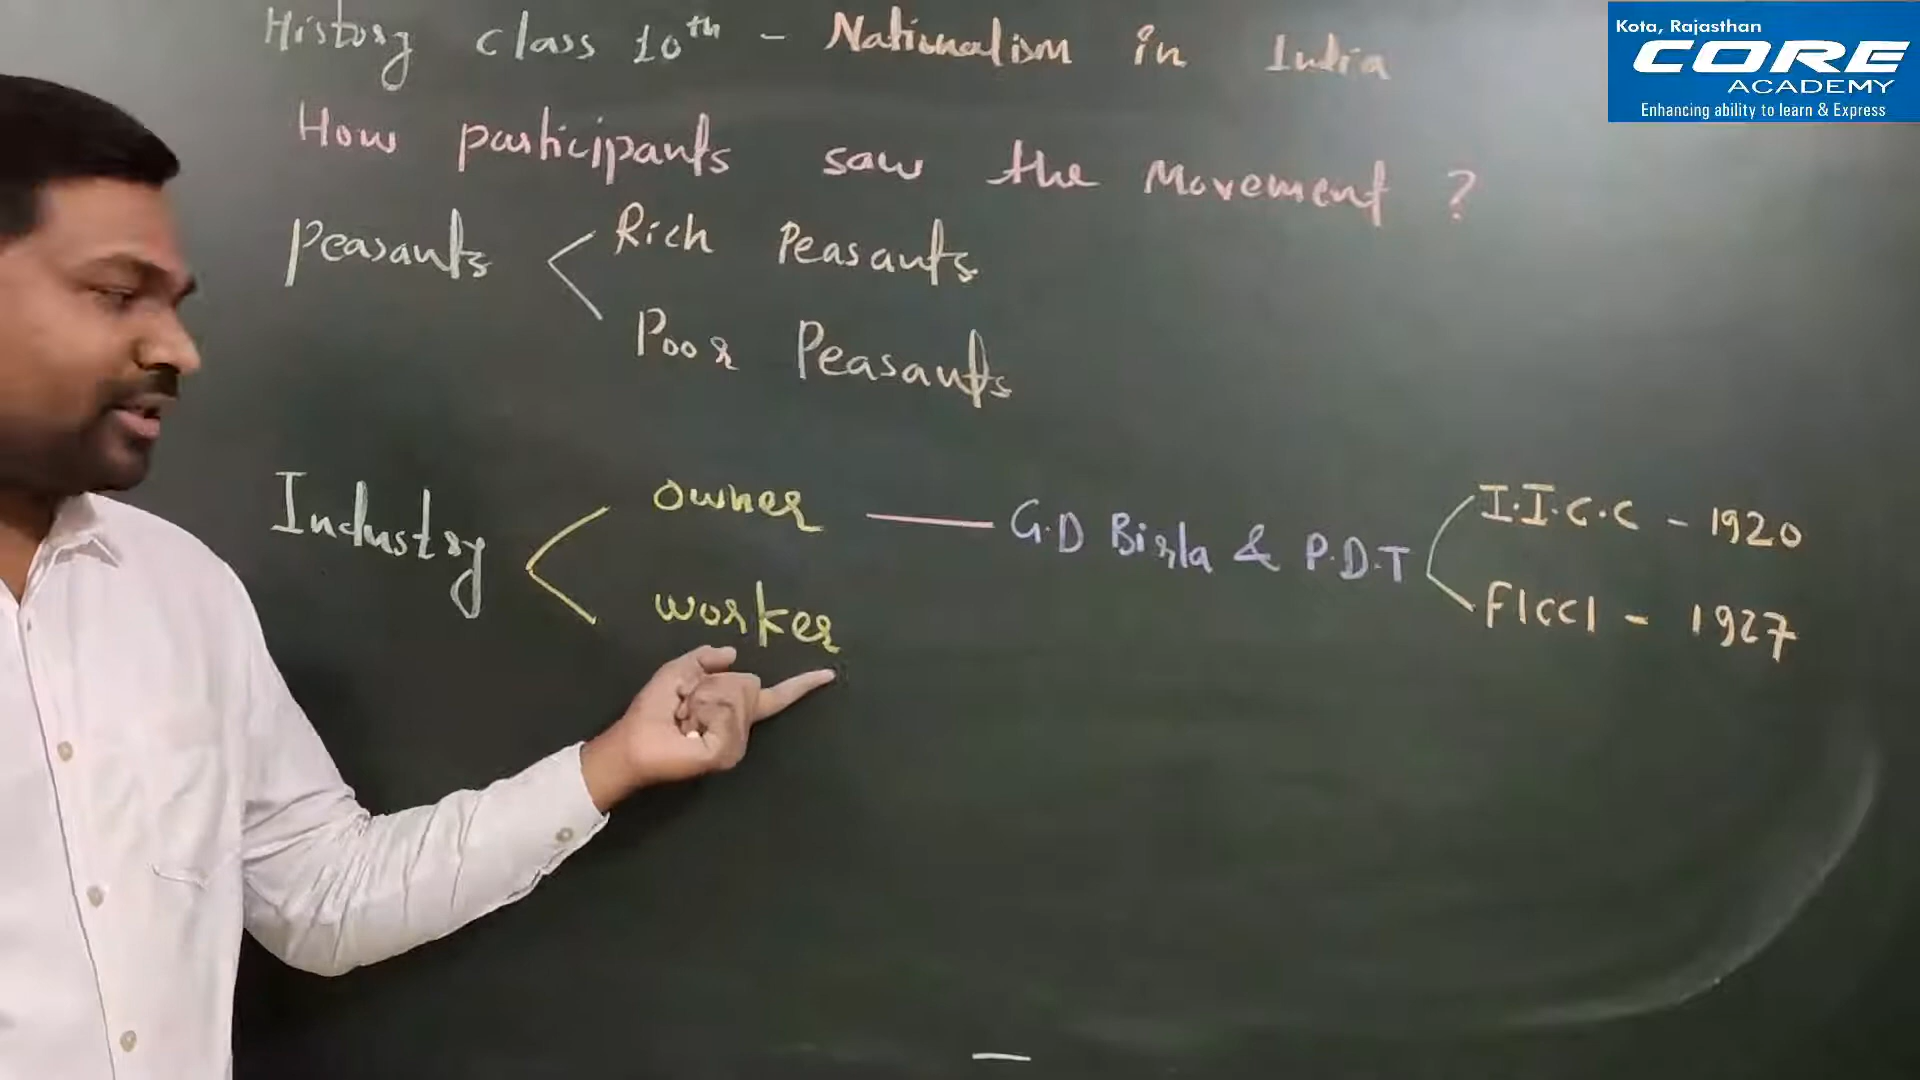 History class 10th - Nationalism in India
How participants saw the Movement ?
Peasants
Rich Peasants
Poor Peasants
Industry
owner
worker
G.D Birla & P.D.T
I.I.C.C - 1920
FICCI - 1927
Kota, Rajasthan
CORE
ACADEMY
Enhancing ability to learn & Express